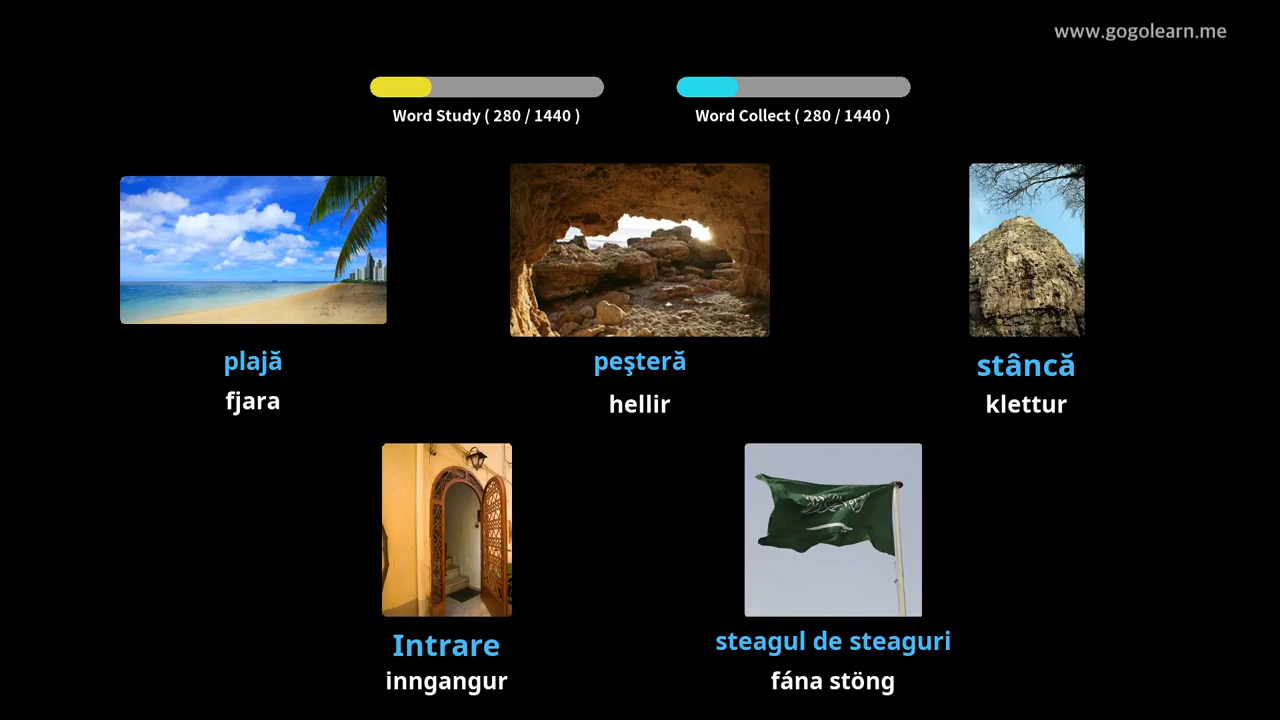 www.gogolearn.me
Word Study ( 280 / 1440 )
Word Collect ( 280 / 1440 )
plajă
fjara
peşteră
hellir
stâncă
klettur
Intrare
inngangur
steagul de steaguri
fána stöng